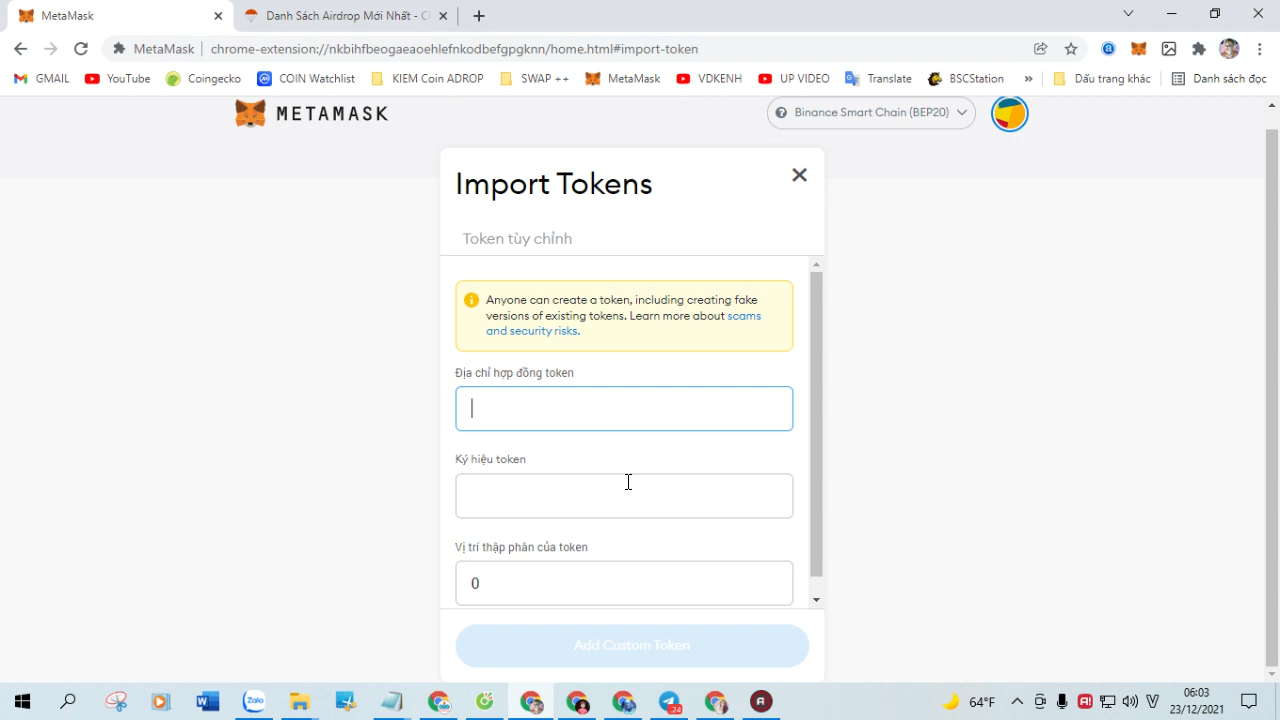 MetaMask
Danh Sách Airdrop Mới Nhất - C
MetaMask
chrome-extension://nkbihfbeogaeaoehlefnkodbefgpgknn/home.html#import-token
GMAIL
YouTube
Coingecko
COIN Watchlist
KIEM Coin ADROP
SWAP ++
MetaMask
VDKENH
UP VIDEO
Translate
BSCStation
Dấu trang khác
Danh sách đọc
METAMASK
Binance Smart Chain (BEP20)
Import Tokens
Token tùy chỉnh
Anyone can create a token, including creating fake
versions of existing tokens. Learn more about scams
and security risks.
Địa chỉ hợp đồng token
Ký hiệu token
Vị trí thập phân của token
0
Add Custom Token
Zalo
24
64°F
06:03
23/12/2021